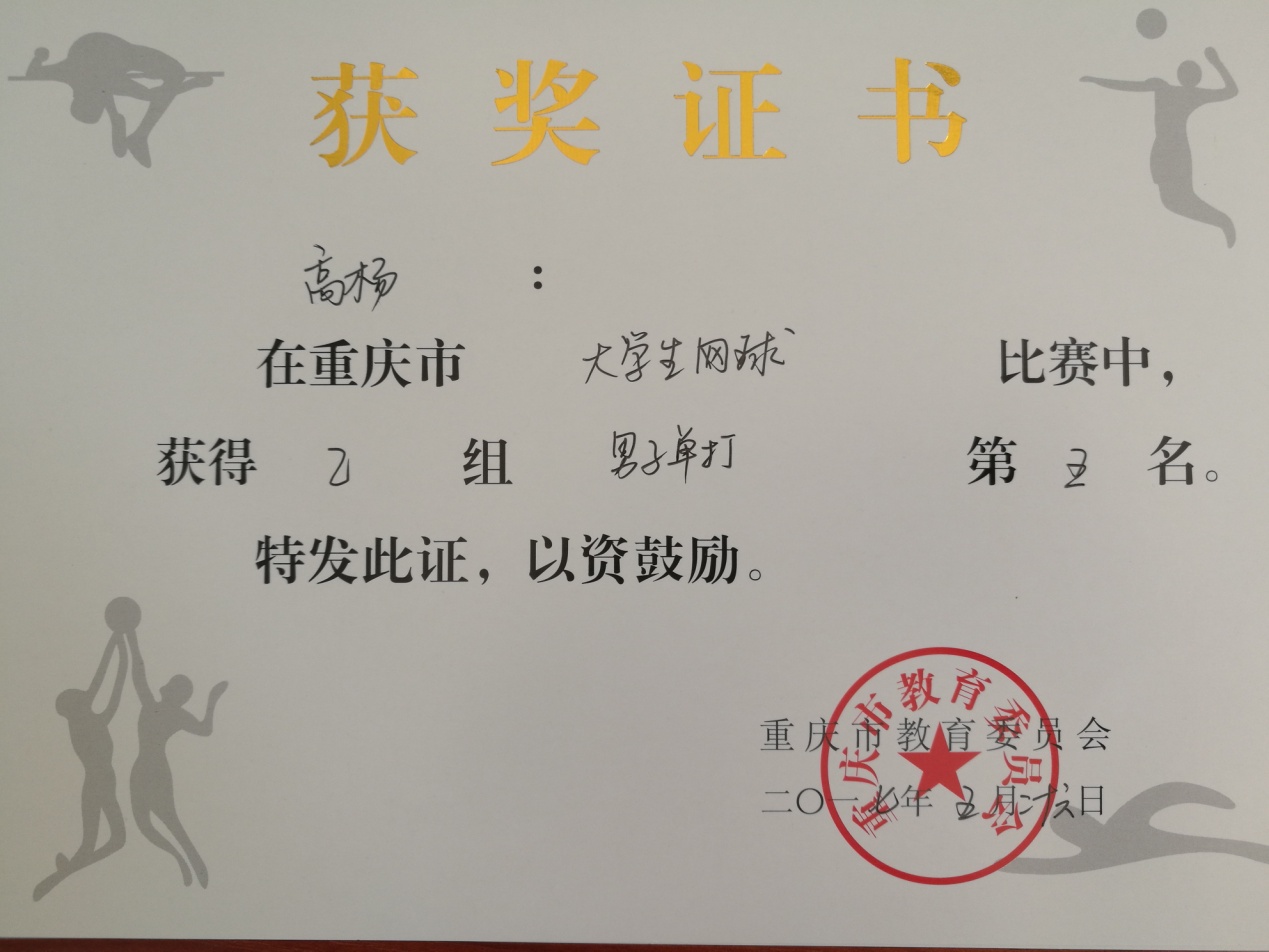 获奖证书
高杨：
在重庆市 大学生网球 比赛中，
获得 乙 组 男子单打 第 五 名。
特发此证，以资鼓励。
重庆市教育委员会
二〇一七年 五月 日
重庆市教育委员会